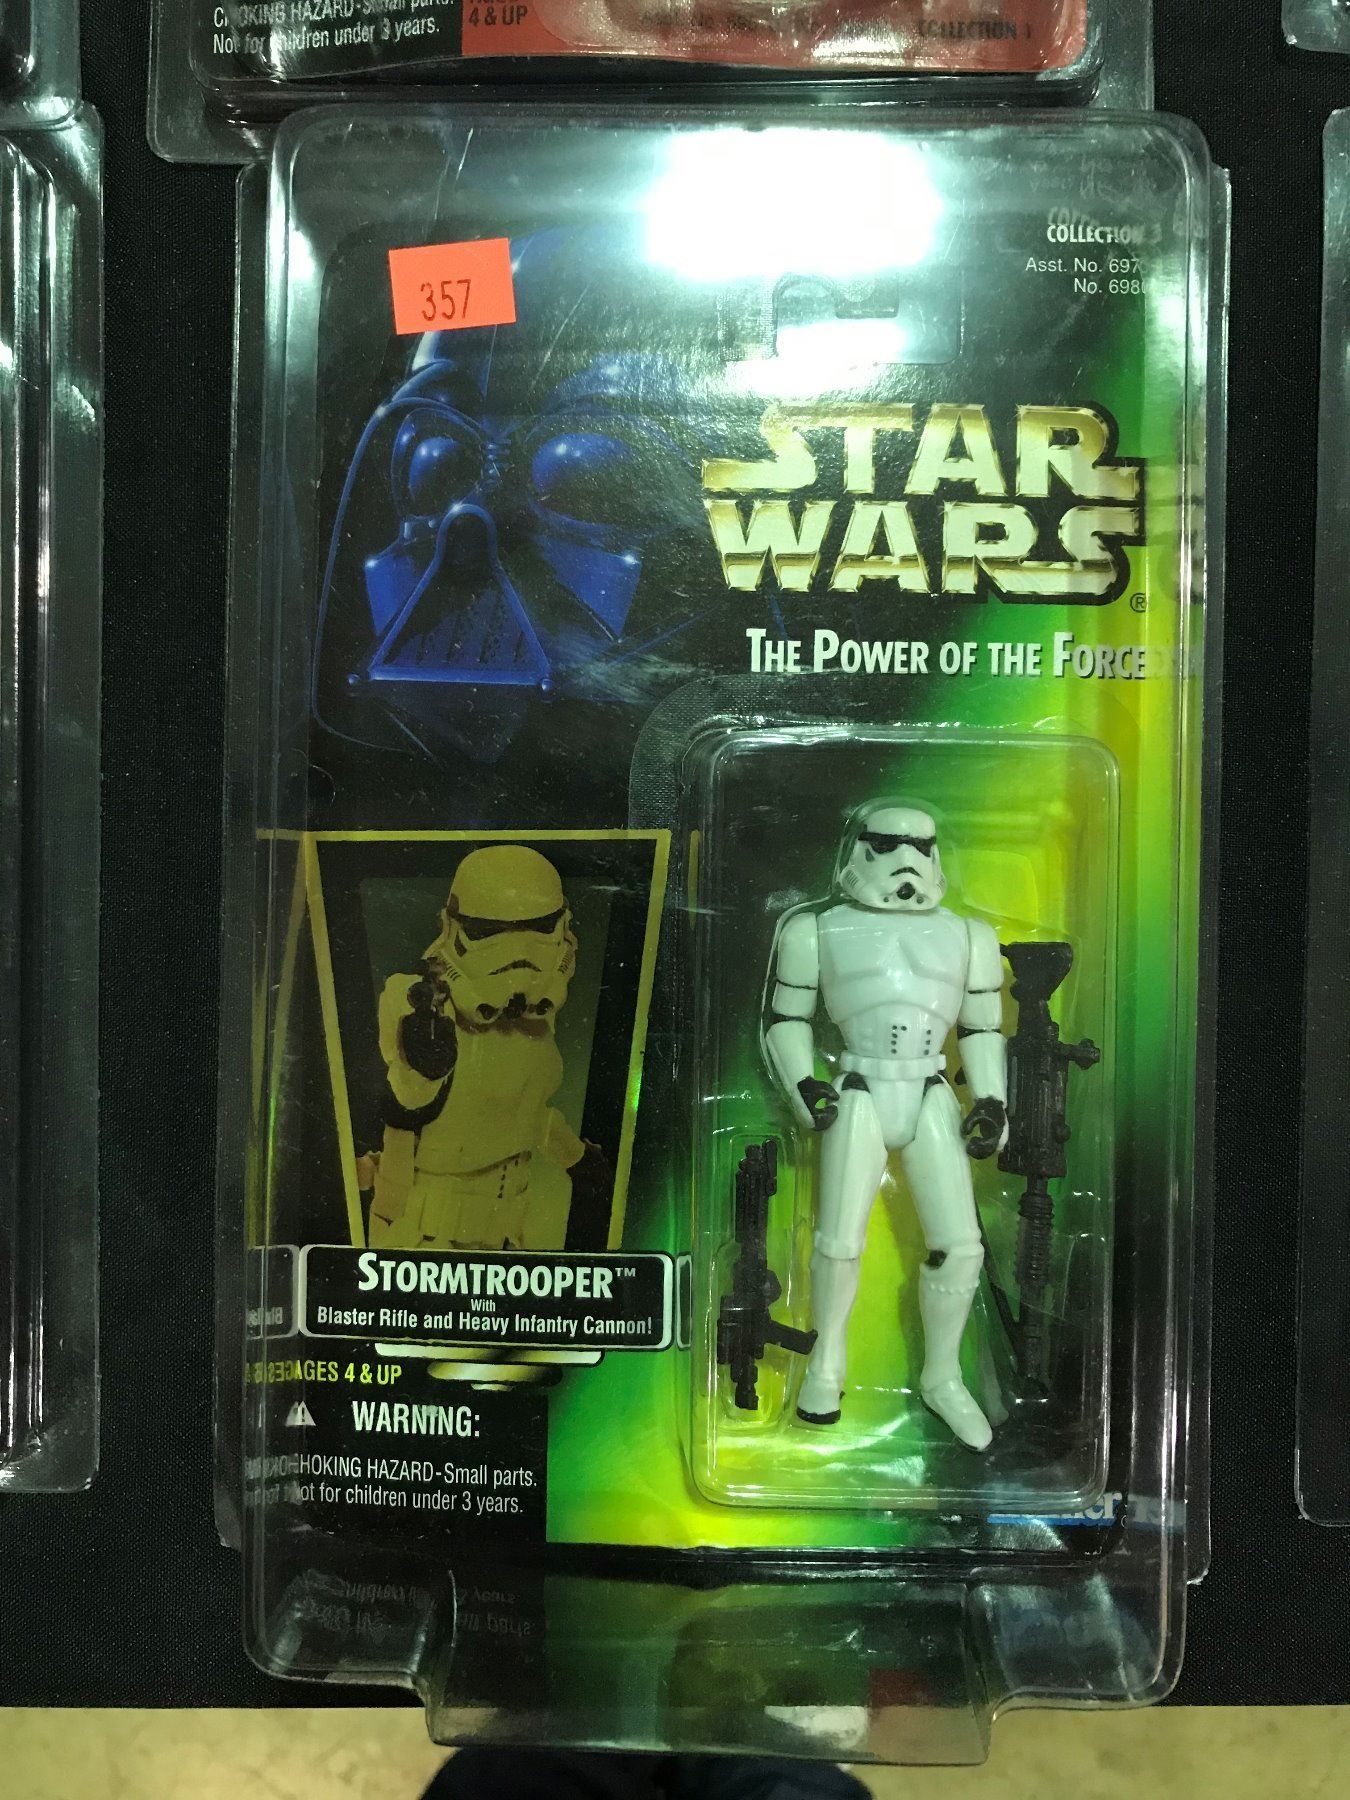 CHOKING HAZARD-Small parts.
Not for children under 3 years.
4 & UP
COLLECTION 1
357
COLLECTION
Asst. No.
No.
STAR
WARS
®
THE POWER OF THE FORCE
STORMTROOPER™
With
Blaster Rifle and Heavy Infantry Cannon!
AGES 4 & UP
WARNING:
CHOKING HAZARD-Small parts.
Not for children under 3 years.